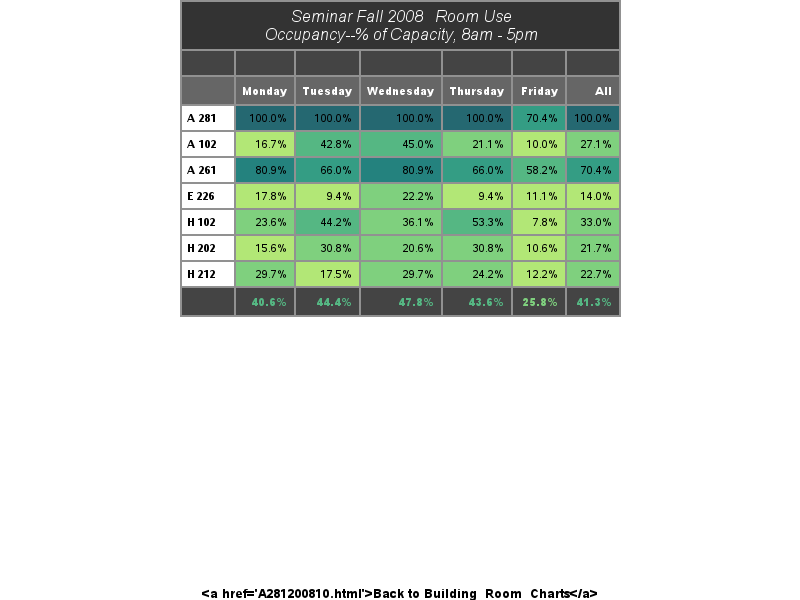 Seminar Fall 2008 Room Use
Occupancy--% of Capacity, 8am - 5pm
Monday Tuesday Wednesday Thursday Friday All
A 281 100.0% 100.0% 100.0% 100.0% 70.4% 100.0%
A 102 16.7% 42.8% 45.0% 21.1% 10.0% 27.1%
A 261 80.9% 66.0% 80.9% 66.0% 58.2% 70.4%
E 226 17.8% 9.4% 22.2% 9.4% 11.1% 14.0%
H 102 23.6% 44.2% 36.1% 53.3% 7.8% 33.0%
H 202 15.6% 30.8% 20.6% 30.8% 10.6% 21.7%
H 212 29.7% 17.5% 29.7% 24.2% 12.2% 22.7%
40.6% 44.4% 47.8% 43.6% 25.8% 41.3%
<a href='A281200810.html'>Back to Building Room Charts</a>